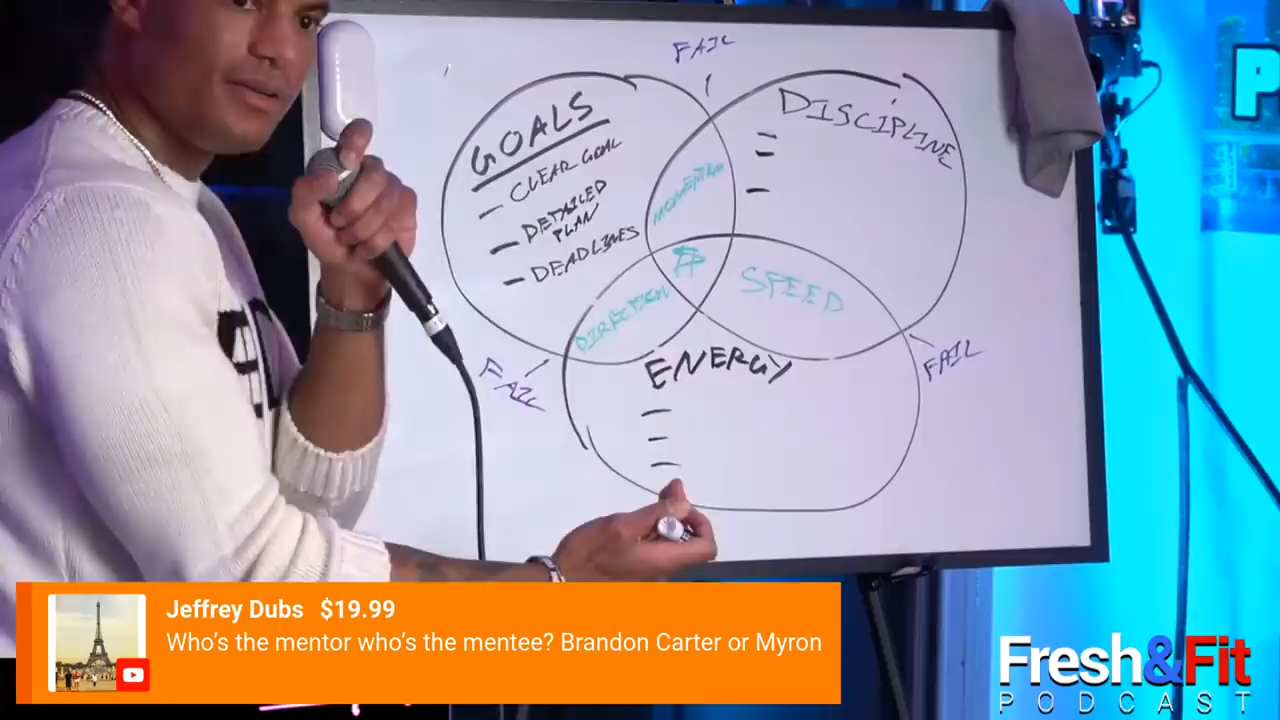 FAIL
GOALS
- CLEAR GOAL
- DETAILED
PLAN
- DEADLINES
DISCIPLINE
MOMENTUM
$
DIRECTION
SPEED
ENERGY
FAIL
FAIL
Jeffrey Dubs $19.99
Who's the mentor who's the mentee? Brandon Carter or Myron
Fresh&Fit
PODCAST
P